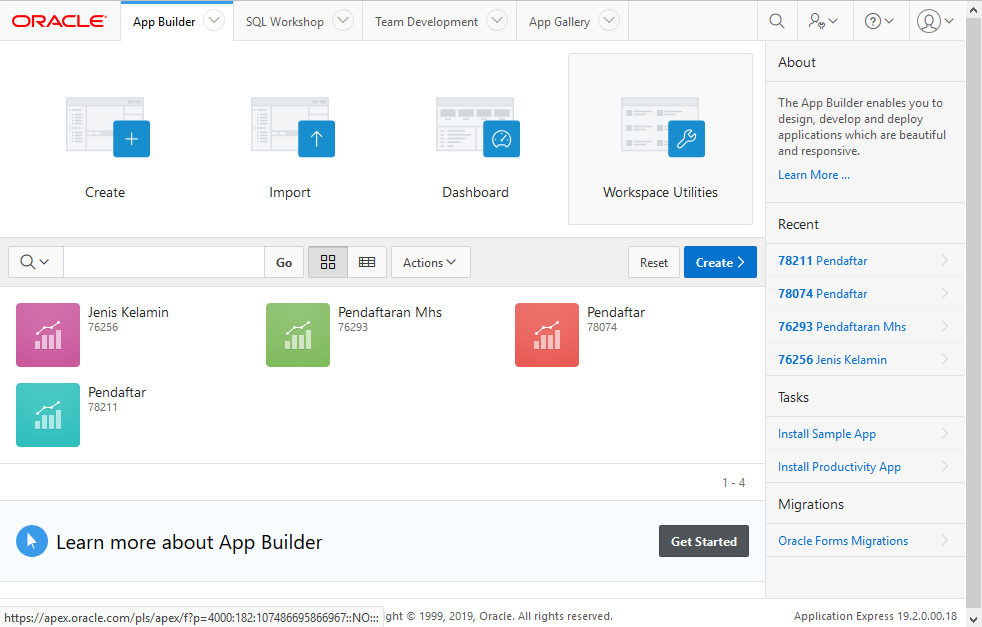 ORACLE
App Builder
SQL Workshop
Team Development
App Gallery
Create
Import
Dashboard
Workspace Utilities
Go
Actions
Reset
Create
Jenis Kelamin
76256
Pendaftaran Mhs
76293
Pendaftar
78074
Pendaftar
78211
1 - 4
Learn more about App Builder
Get Started
About
The App Builder enables you to
design, develop and deploy
applications which are beautiful
and responsive.
Learn More ...
Recent
78211 Pendaftar
78074 Pendaftar
76293 Pendaftaran Mhs
76256 Jenis Kelamin
Tasks
Install Sample App
Install Productivity App
Migrations
Oracle Forms Migrations
https://apex.oracle.com/pls/apex/f?p=4000:182:107486695866967::NO:::
ght © 1999, 2019, Oracle. All rights reserved.
Application Express 19.2.0.00.18